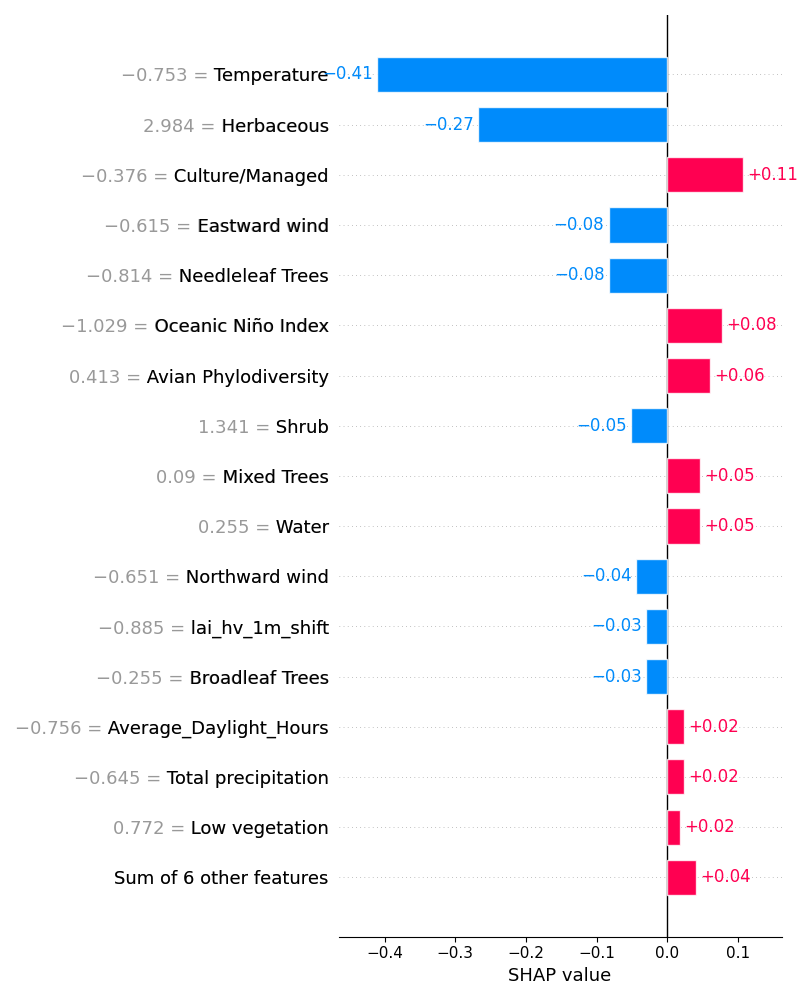 −0.753 = Temperature −0.41
2.984 = Herbaceous −0.27
−0.376 = Culture/Managed +0.11
−0.615 = Eastward wind −0.08
−0.814 = Needleleaf Trees −0.08
−1.029 = Oceanic Niño Index +0.08
0.413 = Avian Phylodiversity +0.06
1.341 = Shrub −0.05
0.09 = Mixed Trees +0.05
0.255 = Water +0.05
−0.651 = Northward wind −0.04
−0.885 = lai_hv_1m_shift −0.03
−0.255 = Broadleaf Trees −0.03
−0.756 = Average_Daylight_Hours +0.02
−0.645 = Total precipitation +0.02
0.772 = Low vegetation +0.02
Sum of 6 other features +0.04
−0.4 −0.3 −0.2 −0.1 0.0 0.1
SHAP value